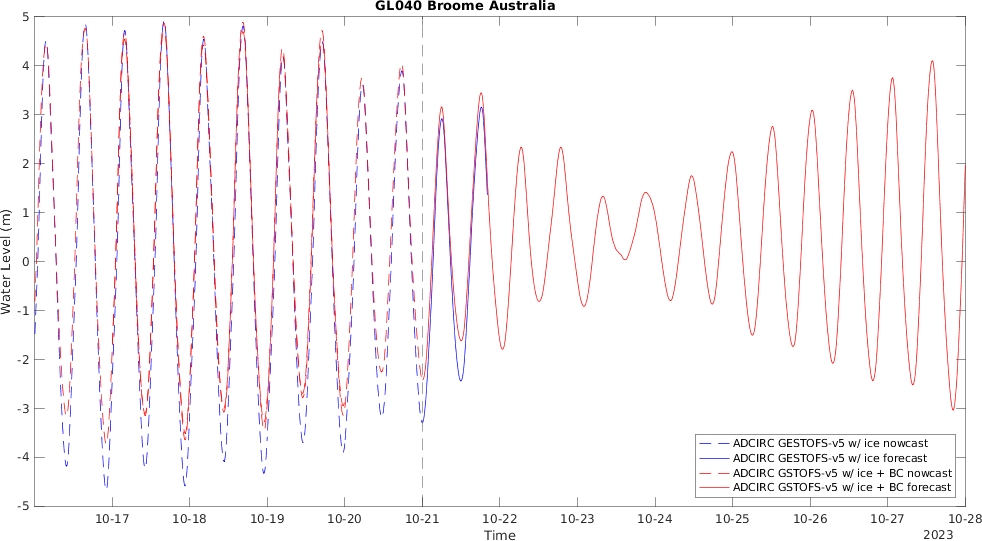 GL040 Broome Australia
5
4
3
2
1
0
-1
-2
-3
-4
-5
Water Level (m)
ADCIRC GESTOFS-v5 w/ ice nowcast
ADCIRC GESTOFS-v5 w/ ice forecast
ADCIRC GSTOFS-v5 w/ ice + BC nowcast
ADCIRC GSTOFS-v5 w/ ice + BC forecast
10-17 10-18 10-19 10-20 10-21 10-22 10-23 10-24 10-25 10-26 10-27 10-28
Time
2023